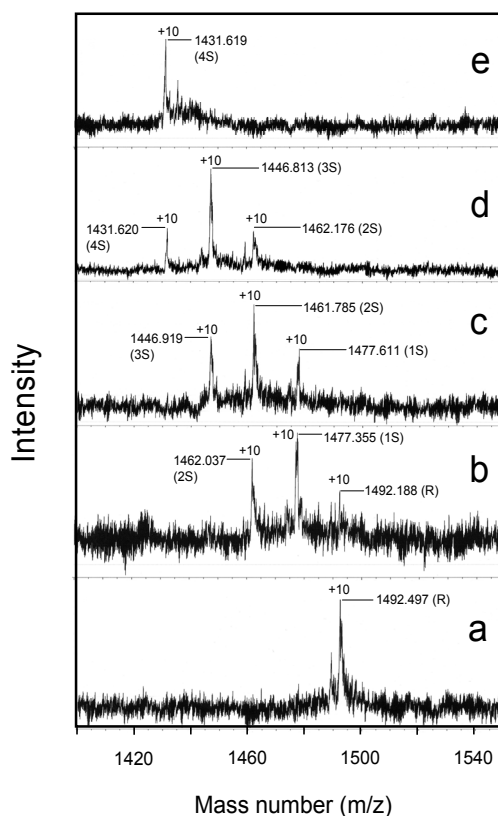 +10
1431.619
(4S)
e
+10
1446.813 (3S)
+10
1431.620
(4S)
+10
1462.176 (2S)
d
+10
1461.785 (2S)
+10
1446.919
(3S)
+10
1477.611 (1S)
c
+10
1477.355 (1S)
+10
1462.037
(2S)
+10
1492.188 (R)
b
+10
1492.497 (R)
a
Intensity
1420 1460 1500 1540
Mass number (m/z)